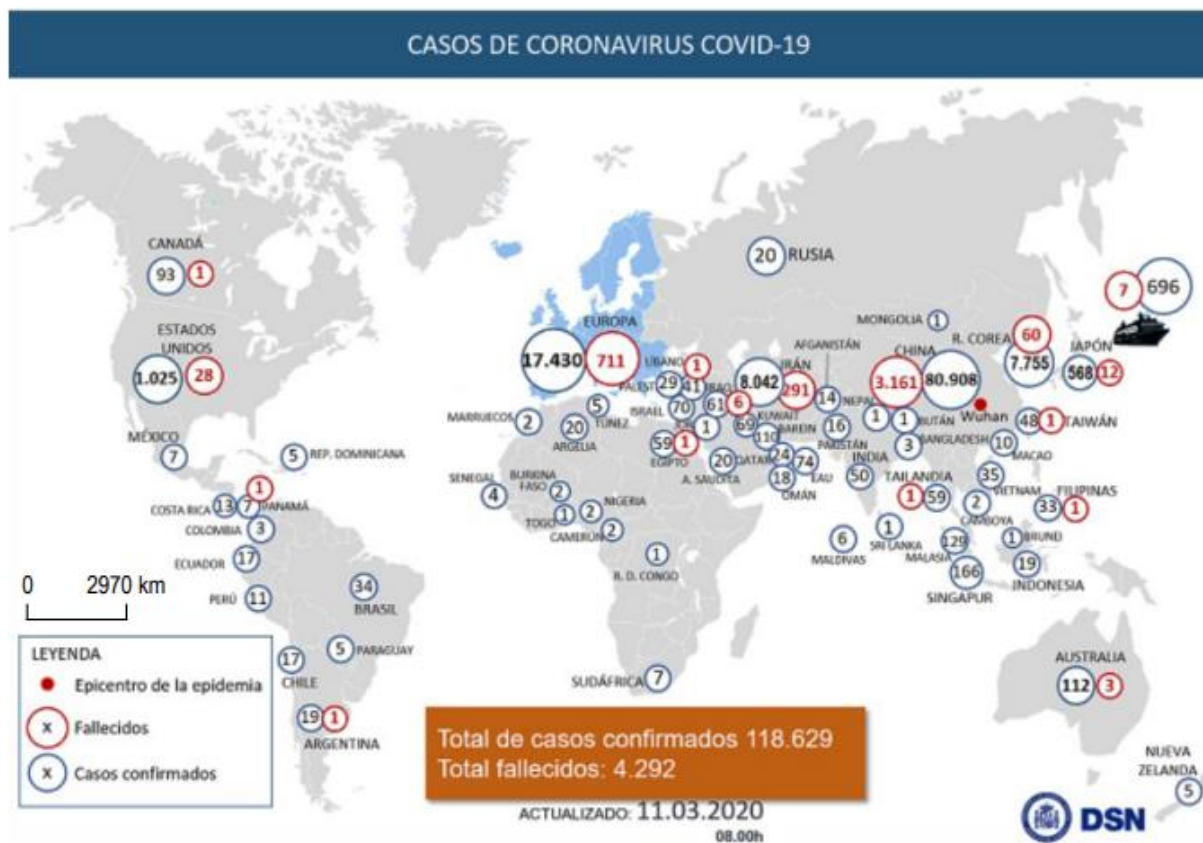 CASOS DE CORONAVIRUS COVID-19
CANADÁ
93
1
ESTADOS
UNIDOS
1.025
28
MÉXICO
7
5
REP. DOMINICANA
COSTA RICA
13
7
1
PANAMÁ
COLOMBIA
3
ECUADOR
17
PERÚ
11
34
BRASIL
5
PARAGUAY
17
CHILE
19
1
ARGENTINA
0 2970 km
LEYENDA
Epicentro de la epidemia
x
Fallecidos
x
Casos confirmados
EUROPA
17.430
711
20
RUSIA
LÍBANO
1
41
PALEST
29
ISRAEL
70
IRAQ
61
6
1
KUWAIT
69
IRÁN
8.042
291
BAREIN
110
QATAR
24
74
EAU
18
OMÁN
20
A. SAUDITA
59
1
EGIPTO
MARRUECOS
2
20
ARGELIA
5
TÚNEZ
SENEGAL
4
BURKINA
FASO
2
TOGO
1
2
NIGERIA
CAMERÚN
2
1
R. D. CONGO
SUDÁFRICA
7
AFGANISTÁN
14
16
PAKISTÁN
NEPAL
1
1
BUTÁN
3
BANGLADESH
INDIA
50
6
MALDIVAS
1
SRI LANKA
MONGOLIA
1
CHINA
3.161
80.908
Wuhan
R. COREA
60
7.755
JAPÓN
568
12
7
696
48
1
TAIWÁN
10
MACAO
35
VIETNAM
TAILANDIA
1
59
2
CAMBOYA
FILIPINAS
33
1
1
BRUNEI
129
MALASIA
166
SINGAPUR
19
INDONESIA
AUSTRALIA
112
3
NUEVA
ZELANDA
5
Total de casos confirmados 118.629
Total fallecidos: 4.292
ACTUALIZADO: 11.03.2020
08.00h
DSN